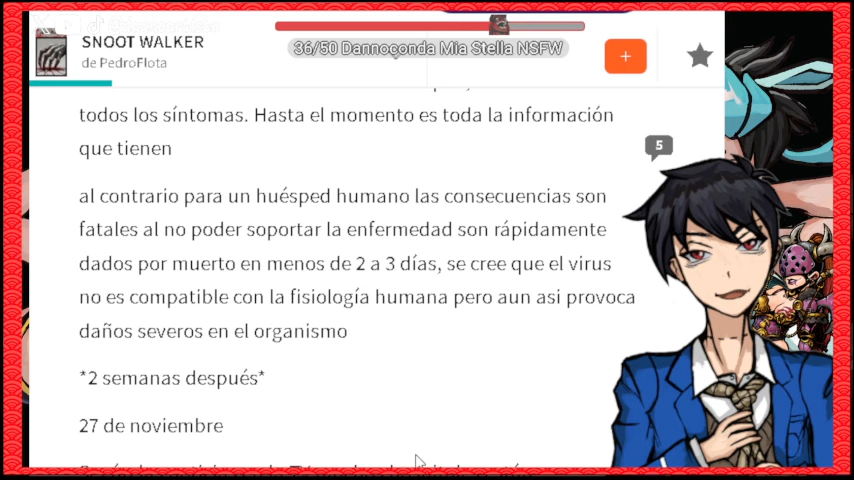 SNOOT WALKER
de PedroFlota
36/50 Dannoconda Mia Stella NSFW
+
todos los síntomas. Hasta el momento es toda la información
que tienen
5
al contrario para un huésped humano las consecuencias son
fatales al no poder soportar la enfermedad son rápidamente
dados por muerto en menos de 2 a 3 días, se cree que el virus
no es compatible con la fisiología humana pero aun asi provoca
daños severos en el organismo
*2 semanas después*
27 de noviembre